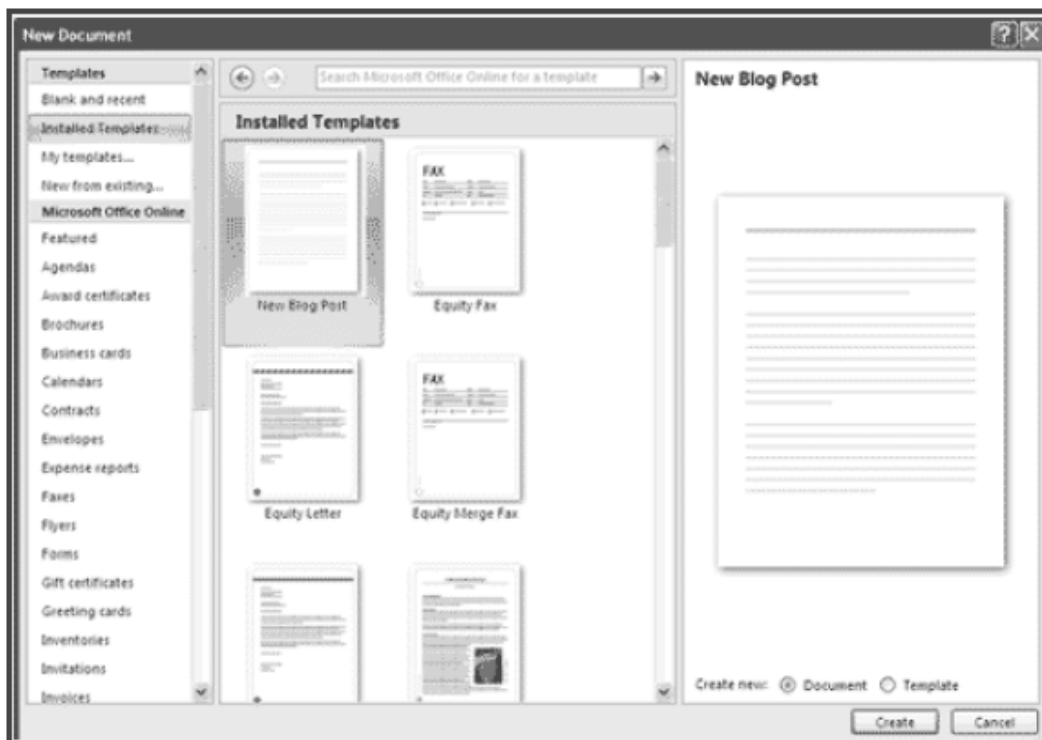 New Document
Templates
Blank and recent
Installed Templates
My templates...
New from existing...
Microsoft Office Online
Featured
Agendas
Award certificates
Brochures
Business cards
Calendars
Contracts
Envelopes
Expense reports
Faxes
Flyers
Forms
Gift certificates
Greeting cards
Inventories
Invitations
Invoices
Search Microsoft Office Online for a template
Installed Templates
FAX
New Blog Post
Equity Fax
FAX
Equity Letter
Equity Merge Fax
New Blog Post
Create new: Document Template
Create Cancel